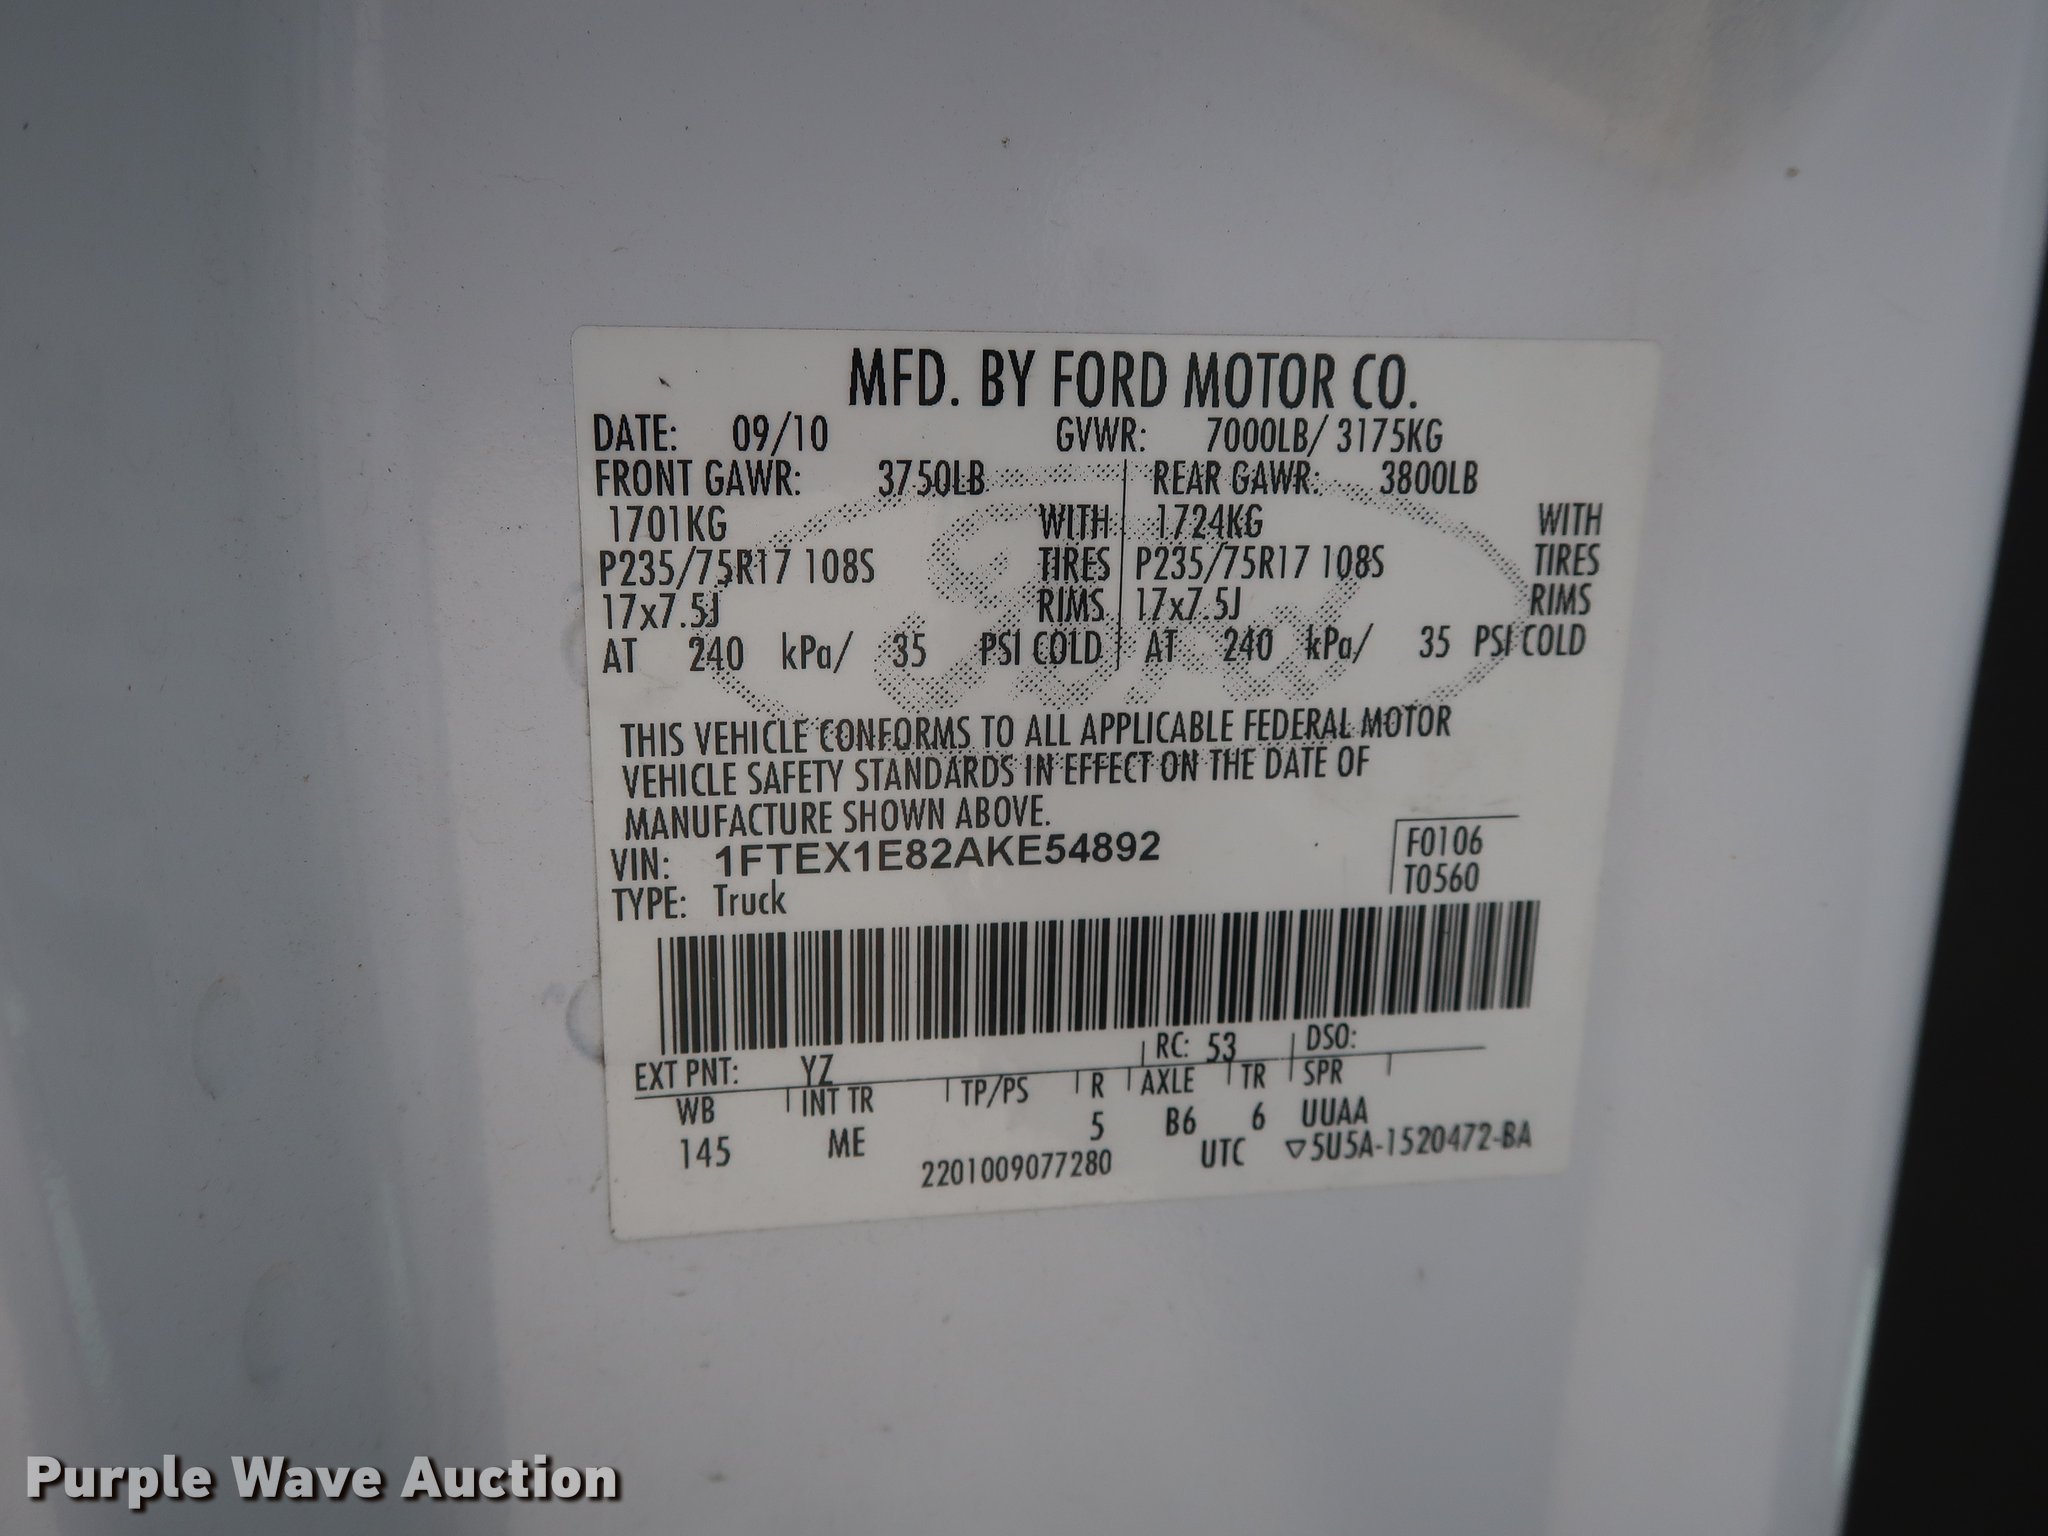 MFD. BY FORD MOTOR CO.
DATE: 09/10 GVWR: 7000LB/ 3175KG
FRONT GAWR: 3750LB REAR GAWR: 3800LB
1701KG WITH 1724KG WITH
P235/75R17 108S TIRES P235/75R17 108S TIRES
17x7.5J RIMS 17x7.5J RIMS
AT 240 kPa/ 35 PSI COLD AT 240 kPa/ 35 PSI COLD
Ford
THIS VEHICLE CONFORMS TO ALL APPLICABLE FEDERAL MOTOR
VEHICLE SAFETY STANDARDS IN EFFECT ON THE DATE OF
MANUFACTURE SHOWN ABOVE.
VIN: 1FTEX1E82AKE54892 F0106
TYPE: Truck T0560
EXT PNT: YZ RC: 53 DSO:
WB INT TR TP/PS R AXLE TR SPR
145 ME 5 B6 6 UUAA
2201009077280 UTC ▽5U5A-1520472-BA
Purple Wave Auction